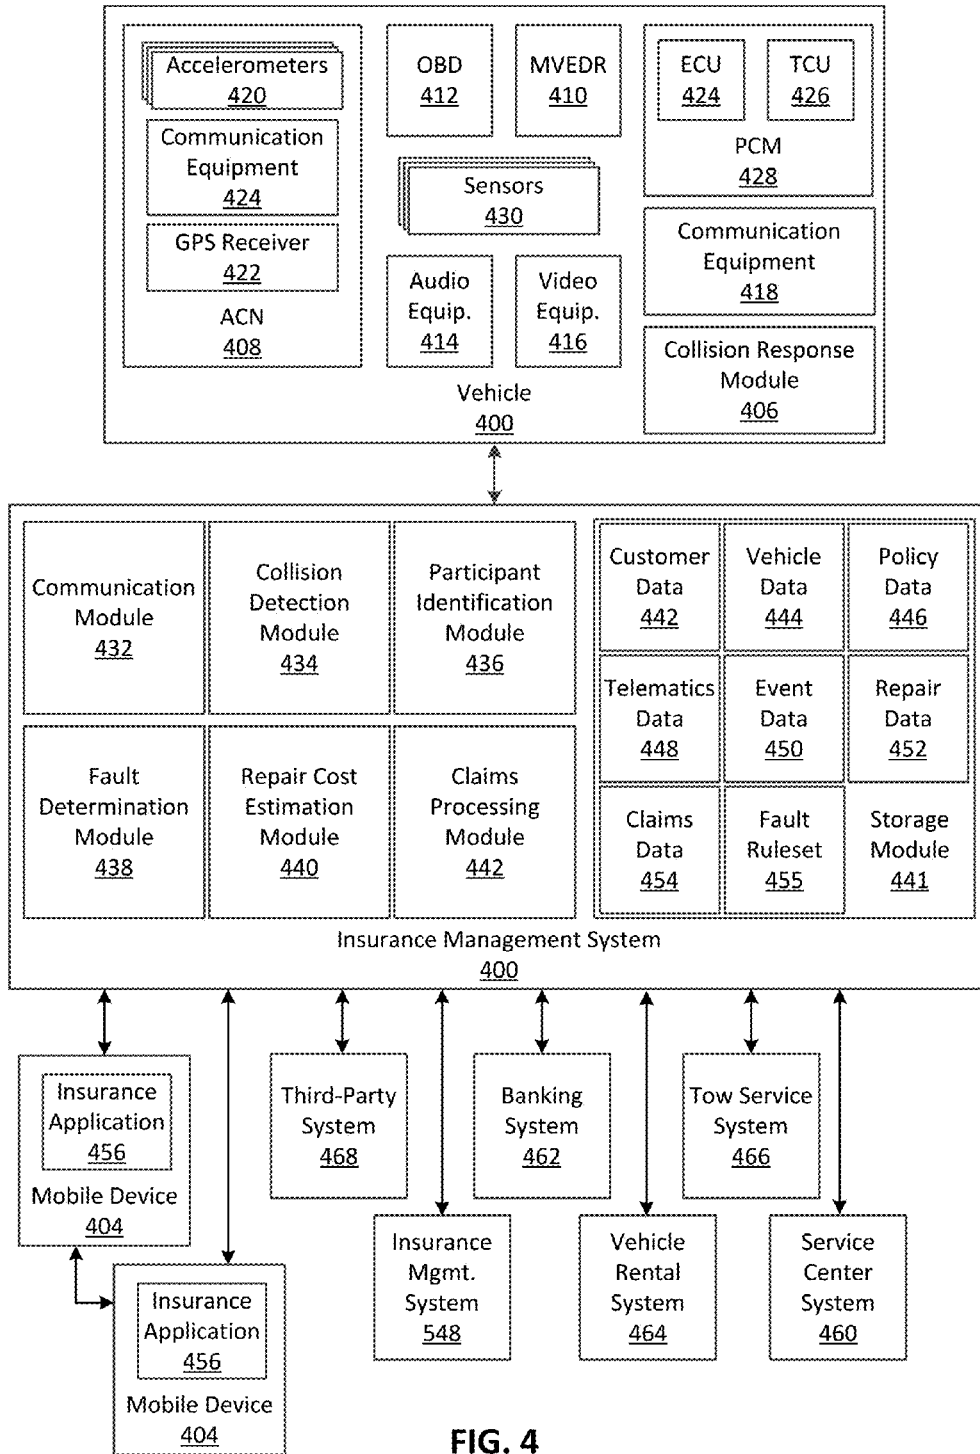 Accelerometers
420
Communication
Equipment
424
GPS Receiver
422
ACN
408
OBD
412
MVEDR
410
Sensors
430
Audio
Equip.
414
Video
Equip.
416
ECU
424
TCU
426
PCM
428
Communication
Equipment
418
Collision Response
Module
406
Vehicle
400
Communication
Module
432
Collision
Detection
Module
434
Participant
Identification
Module
436
Fault
Determination
Module
438
Repair Cost
Estimation
Module
440
Claims
Processing
Module
442
Customer
Data
442
Vehicle
Data
444
Policy
Data
446
Telematics
Data
448
Event
Data
450
Repair
Data
452
Claims
Data
454
Fault
Ruleset
455
Storage
Module
441
Insurance Management System
400
Insurance
Application
456
Mobile Device
404
Insurance
Application
456
Mobile Device
404
Third-Party
System
468
Banking
System
462
Tow Service
System
466
Insurance
Mgmt.
System
548
Vehicle
Rental
System
464
Service
Center
System
460
FIG. 4